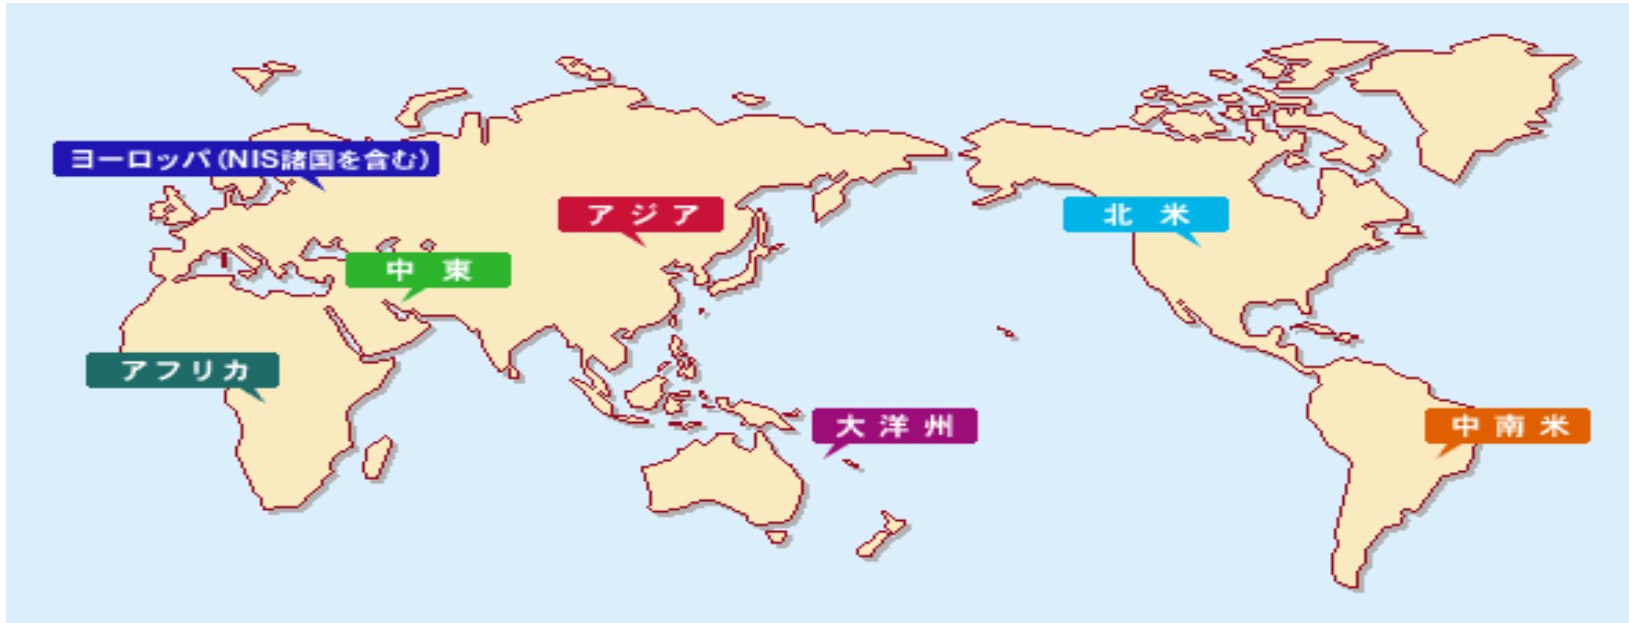 ヨーロッパ(NIS諸国を含む)
アジア
北米
中東
アフリカ
大洋州
中南米